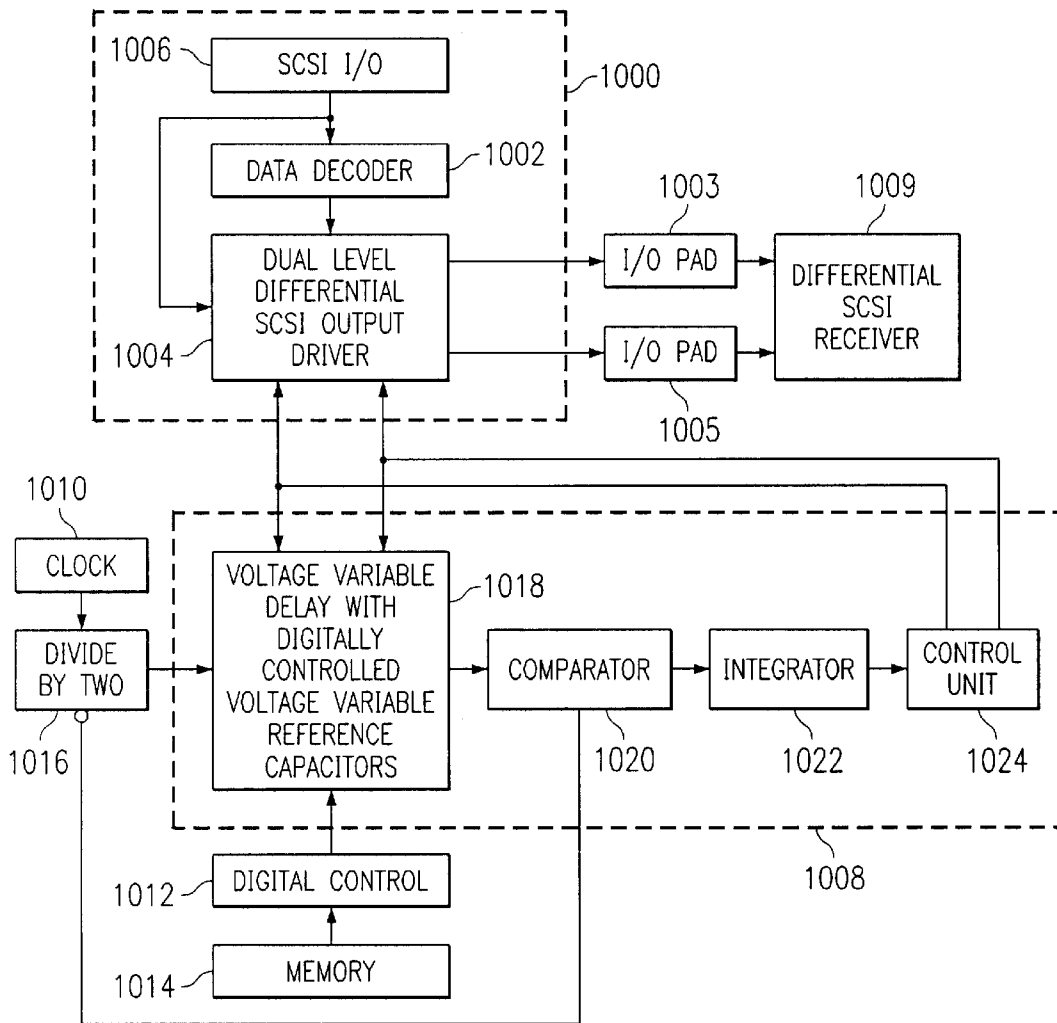 1006
SCSI I/O
1000
DATA DECODER
1002
1003
1009
DUAL LEVEL
DIFFERENTIAL
SCSI OUTPUT
DRIVER
1004
I/O PAD
I/O PAD
1005
DIFFERENTIAL
SCSI
RECEIVER
1010
CLOCK
DIVIDE
BY TWO
1016
VOLTAGE VARIABLE
DELAY WITH
DIGITALLY
CONTROLLED
VOLTAGE VARIABLE
REFERENCE
CAPACITORS
1018
COMPARATOR
1020
INTEGRATOR
1022
CONTROL
UNIT
1024
1008
1012
DIGITAL CONTROL
1014
MEMORY